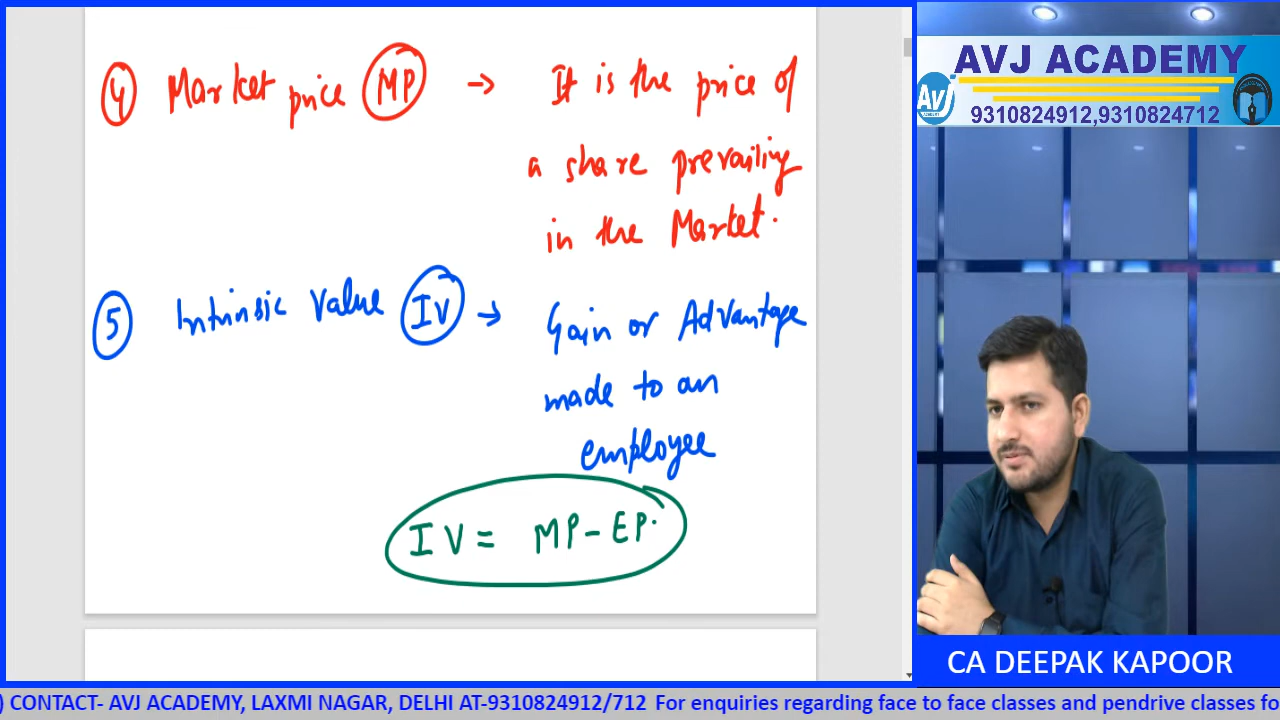 ④ Market price MP → It is the price of
a share prevailing
in the Market.
⑤ Intrinsic Value IV → Gain or Advantage
made to an
employee
IV = MP - EP.
AVJ ACADEMY
AVJ
ACADEMY
9310824912,9310824712
CA DEEPAK KAPOOR
) CONTACT- AVJ ACADEMY, LAXMI NAGAR, DELHI AT-9310824912/712 For enquiries regarding face to face classes and pendrive classes fo